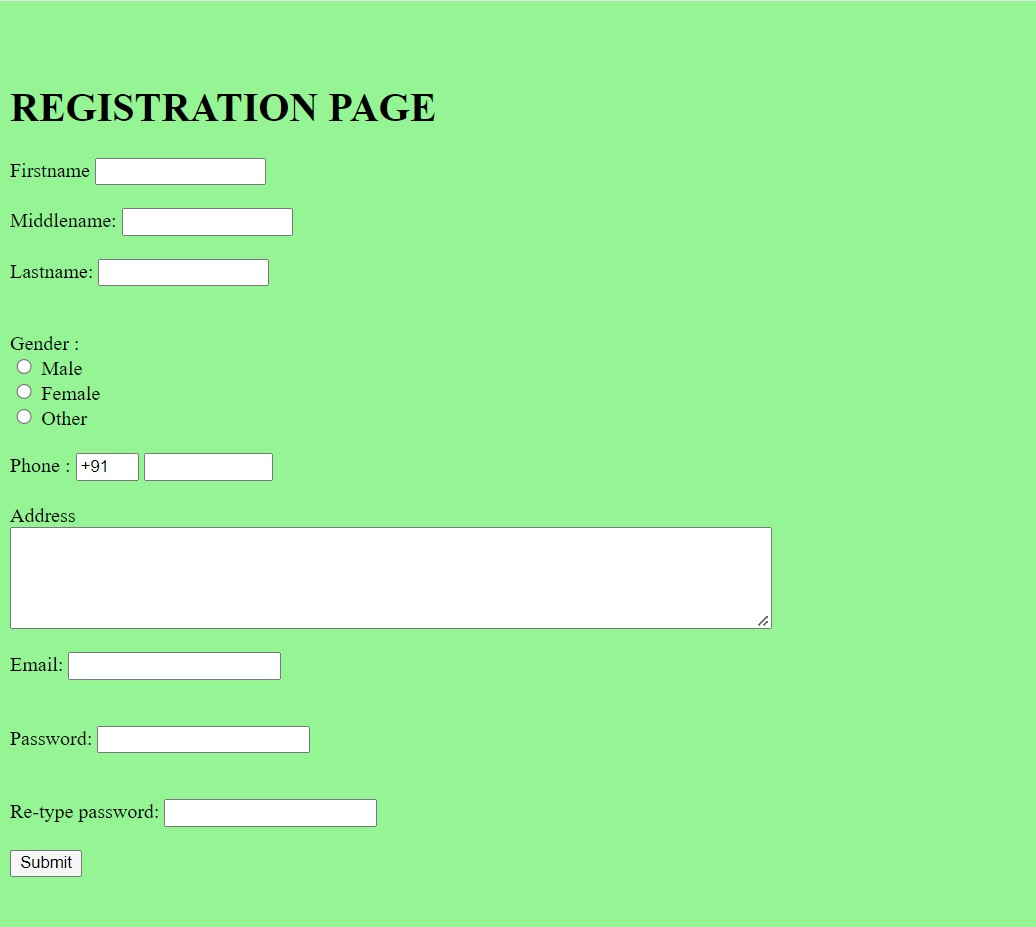 REGISTRATION PAGE
Firstname
Middlename:
Lastname:
Gender :
Male
Female
Other
Phone : +91
Address
Email:
Password:
Re-type password:
Submit